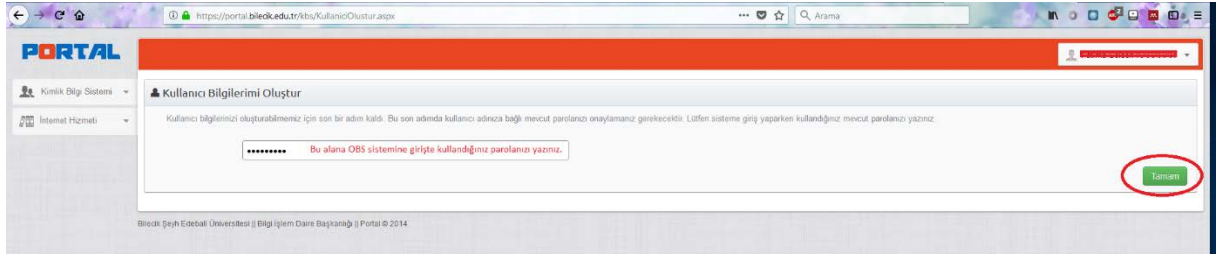 https://portal.bilecik.edu.tr/kbs/KullaniciOlustur.aspx
Arama
PORTAL
Kimlik Bilgi Sistemi
İnternet Hizmeti
Kullanıcı Bilgilerimi Oluştur
Kullanıcı bilgilerinizi oluşturabilmemiz için son bir adım kaldı. Bu son adımda kullanıcı adınıza bağlı mevcut parolanızı onaylamanız gerekecektir. Lütfen sisteme giriş yaparken kullandığınız mevcut parolanızı yazınız.
Bu alana OBS sistemine girişte kullandığınız parolanızı yazınız.
Tamam
Bilecik Şeyh Edebali Üniversitesi || Bilgi İşlem Daire Başkanlığı || Portal © 2014